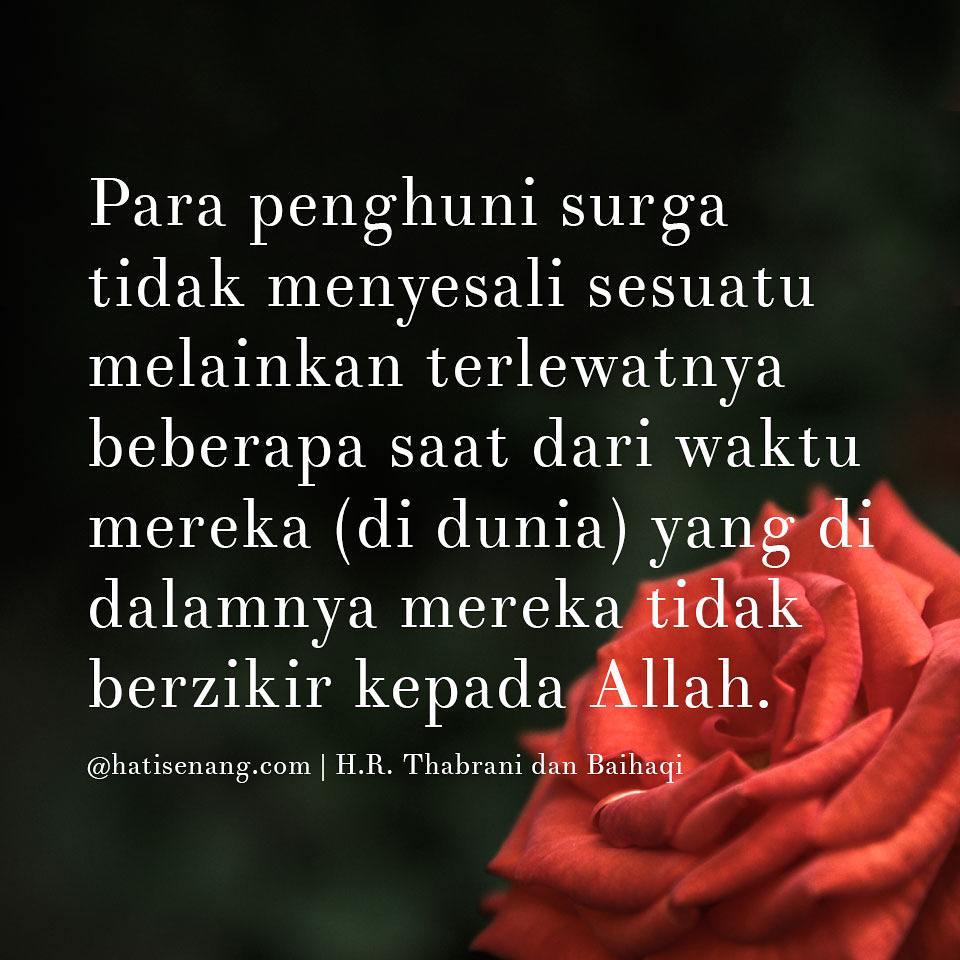 Para penghuni surga
tidak menyesali sesuatu
melainkan terlewatnya
beberapa saat dari waktu
mereka (di dunia) yang di
dalamnya mereka tidak
berzikir kepada Allah.
@hatisenang.com | H.R. Thabrani dan Baihaqi